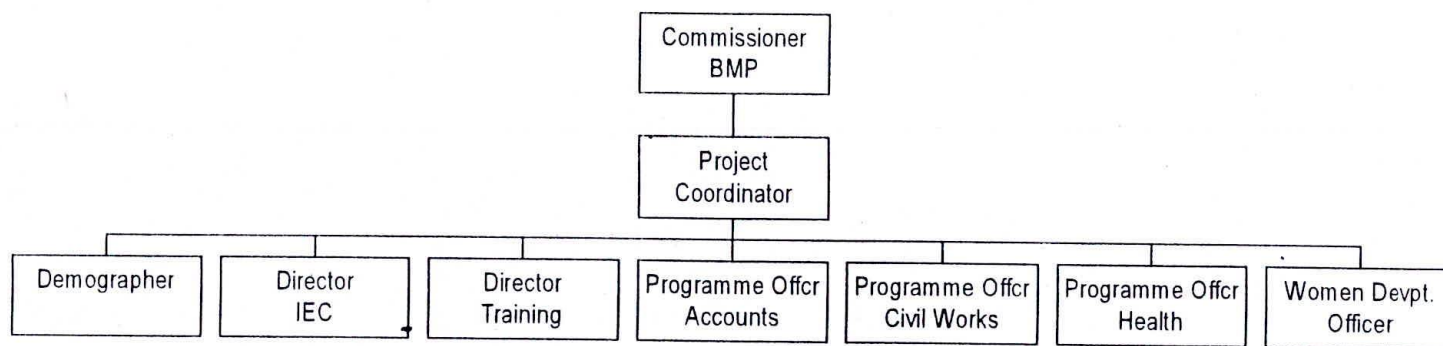 Commissioner
BMP
Project
Coordinator
Demographer
Director
IEC
Director
Training
Programme Offcr
Accounts
Programme Offcr
Civil Works
Programme Offcr
Health
Women Devpt.
Officer